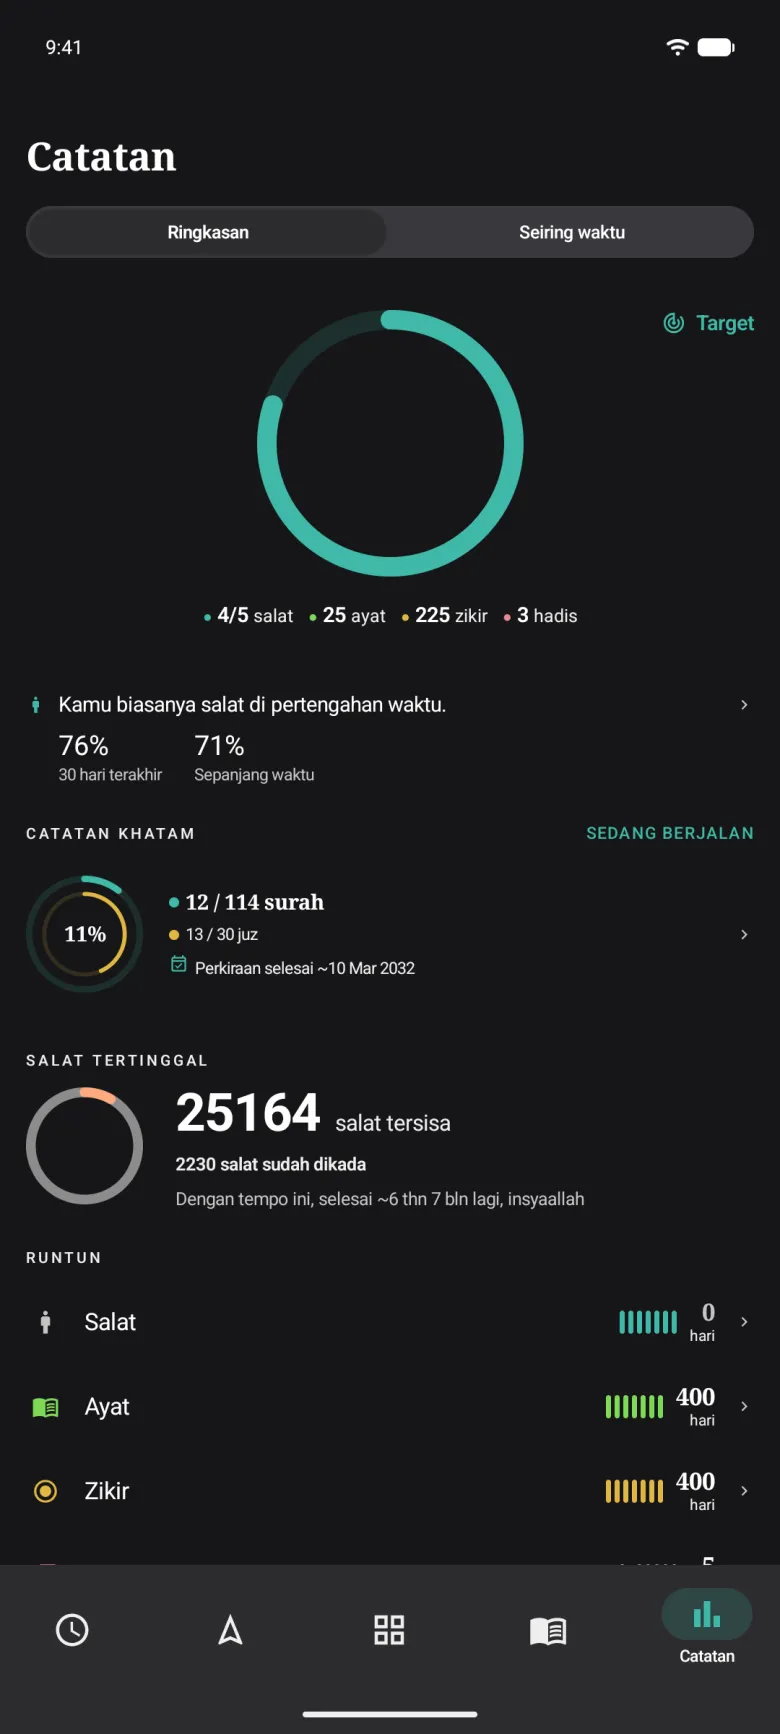 9:41
Catatan
Ringkasan
Seiring waktu
Target
4/5 salat 25 ayat 225 zikir 3 hadis
Kamu biasanya salat di pertengahan waktu.
76%
71%
30 hari terakhir
Sepanjang waktu
CATATAN KHATAM
SEDANG BERJALAN
11%
12 / 114 surah
13 / 30 juz
Perkiraan selesai ~10 Mar 2032
SALAT TERTINGGAL
25164 salat tersisa
2230 salat sudah dikada
Dengan tempo ini, selesai ~6 thn 7 bln lagi, insyaallah
RUNTUN
Salat
0
hari
Ayat
400
hari
Zikir
400
hari
Catatan